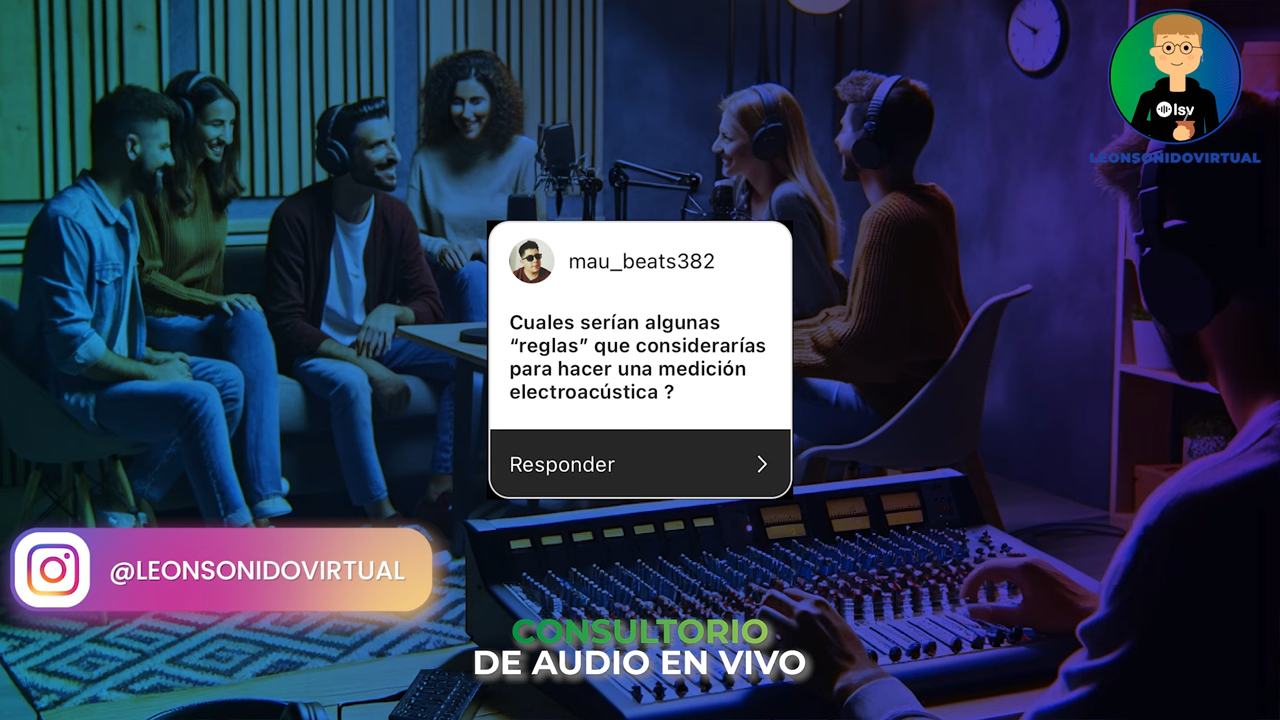 lsv
LEONSONIDOVIRTUAL
mau_beats382
Cuales serían algunas
“reglas” que considerarías
para hacer una medición
electroacústica ?
Responder
@LEONSONIDOVIRTUAL
CONSULTORIO
DE AUDIO EN VIVO